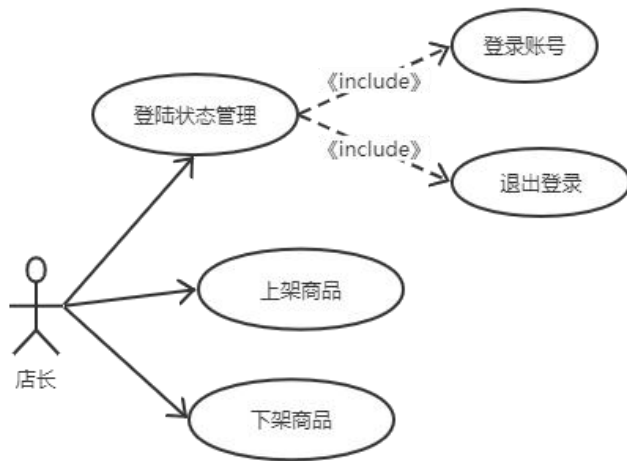 登录账号
《include》
登陆状态管理
《include》
退出登录
上架商品
店长
下架商品